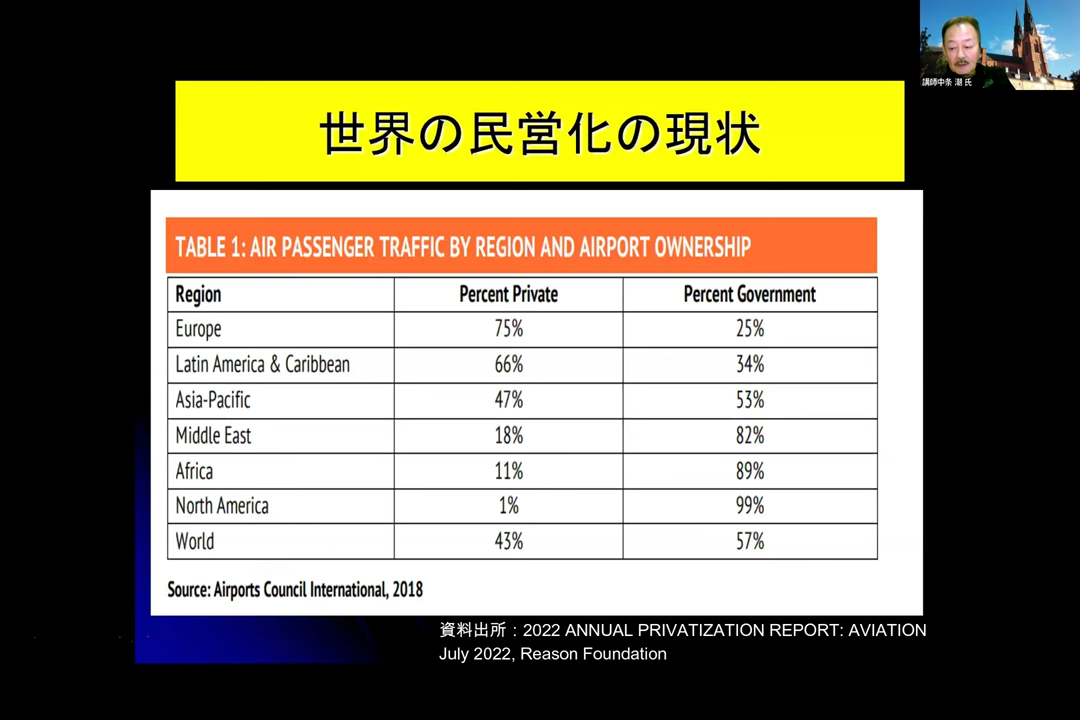 講師中条 潮 氏
世界の民営化の現状
TABLE 1: AIR PASSENGER TRAFFIC BY REGION AND AIRPORT OWNERSHIP
Region Percent Private Percent Government
Europe 75% 25%
Latin America & Caribbean 66% 34%
Asia-Pacific 47% 53%
Middle East 18% 82%
Africa 11% 89%
North America 1% 99%
World 43% 57%
Source: Airports Council International, 2018
資料出所：2022 ANNUAL PRIVATIZATION REPORT: AVIATION
July 2022, Reason Foundation